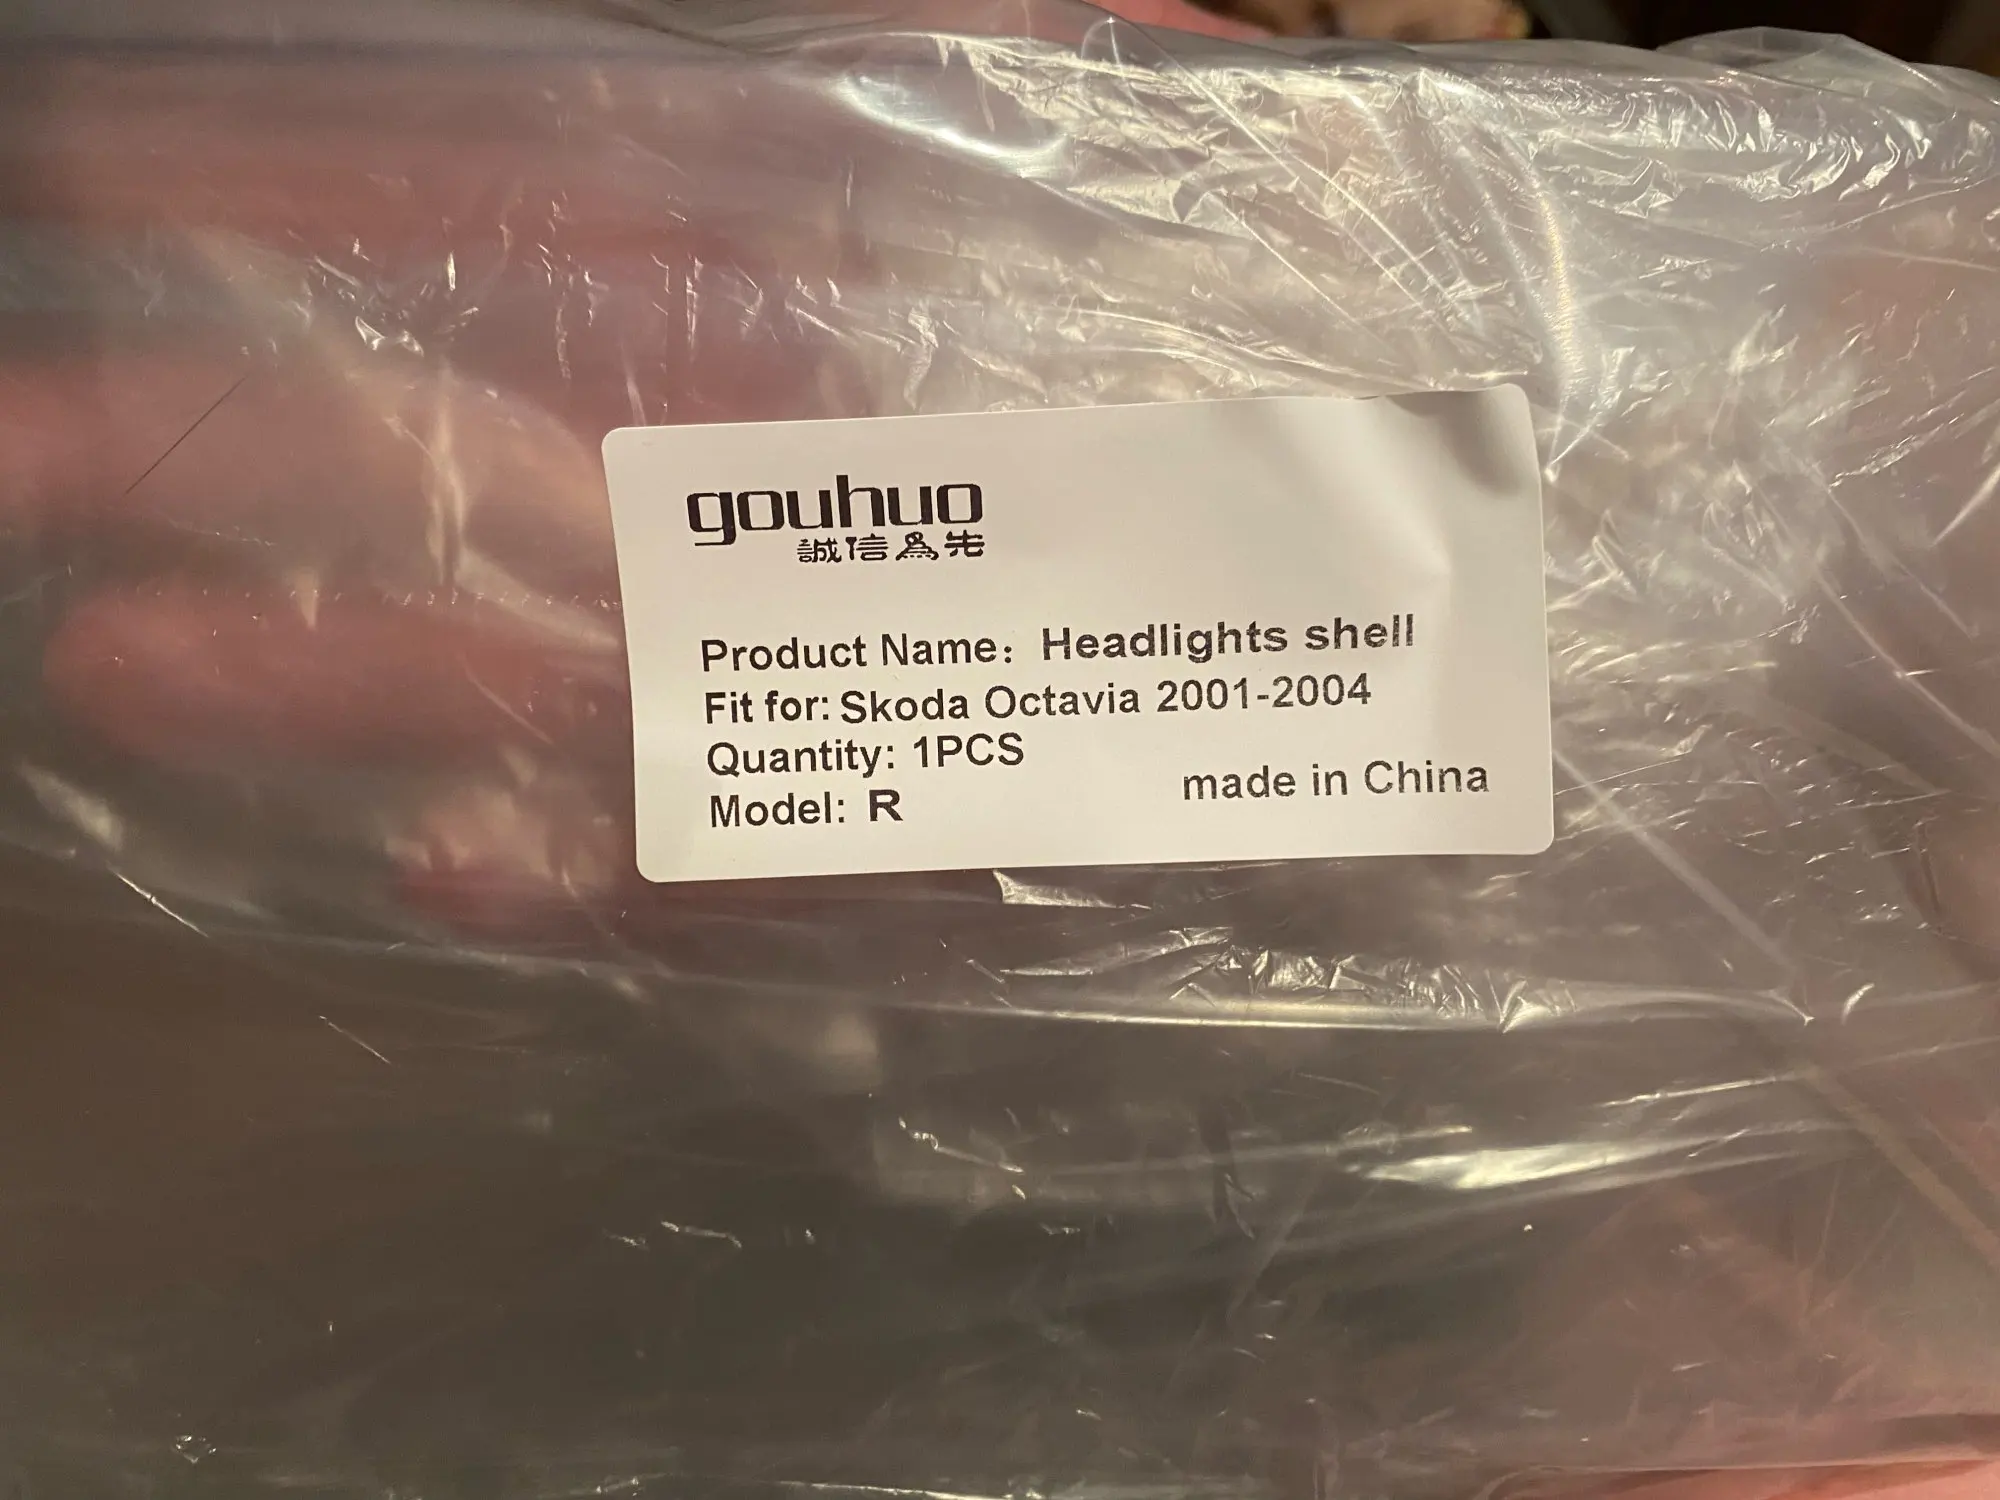 gouhuo
誠信為先
Product Name： Headlights shell
Fit for: Skoda Octavia 2001-2004
Quantity: 1PCS
Model: R
made in China